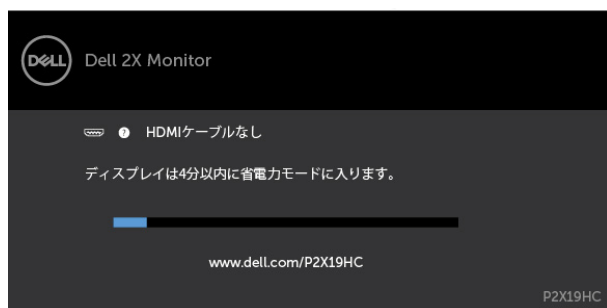 DELL
Dell 2X Monitor
HDMIケーブルなし
ディスプレイは4分以内に省電力モードに入ります。
www.dell.com/P2X19HC
P2X19HC